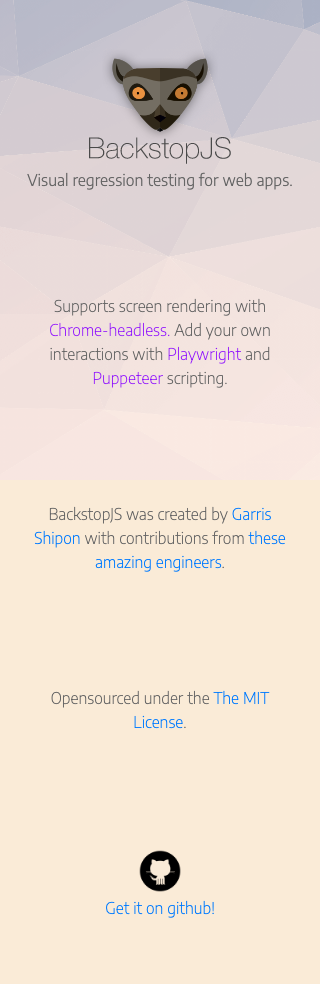 BackstopJS
Visual regression testing for web apps.
Supports screen rendering with
Chrome-headless. Add your own
interactions with Playwright and
Puppeteer scripting.
BackstopJS was created by Garris
Shipon with contributions from these
amazing engineers.
Opensourced under the The MIT
License.
Get it on github!